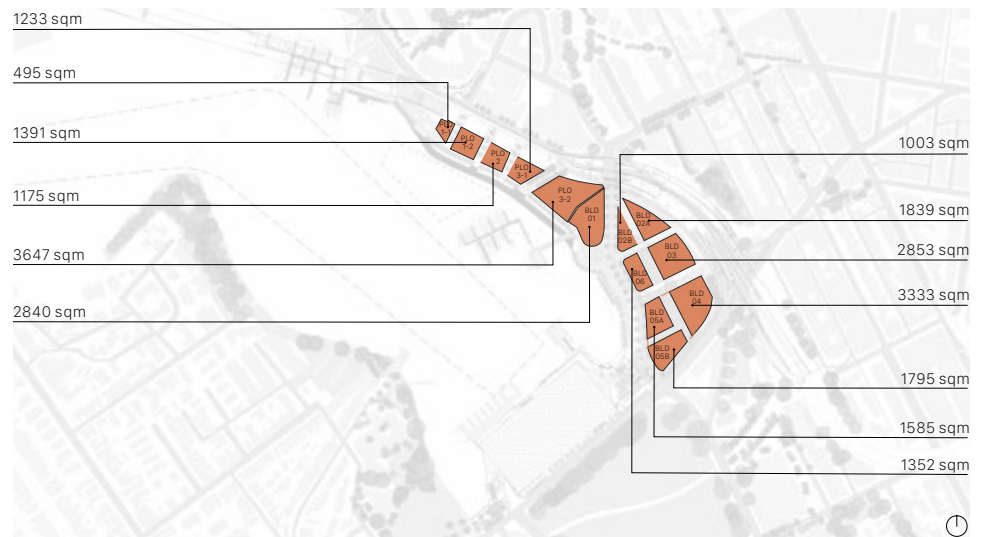 1233 sqm
495 sqm
1391 sqm
1175 sqm
3647 sqm
2840 sqm
1003 sqm
1839 sqm
2853 sqm
3333 sqm
1795 sqm
1585 sqm
1352 sqm
PLO
1-2
PLO
2
PLO
3-1
PLO
3-2
BLD
01
BLD
02A
BLD
02B
BLD
03
BLD
06
BLD
04
BLD
05A
BLD
05B